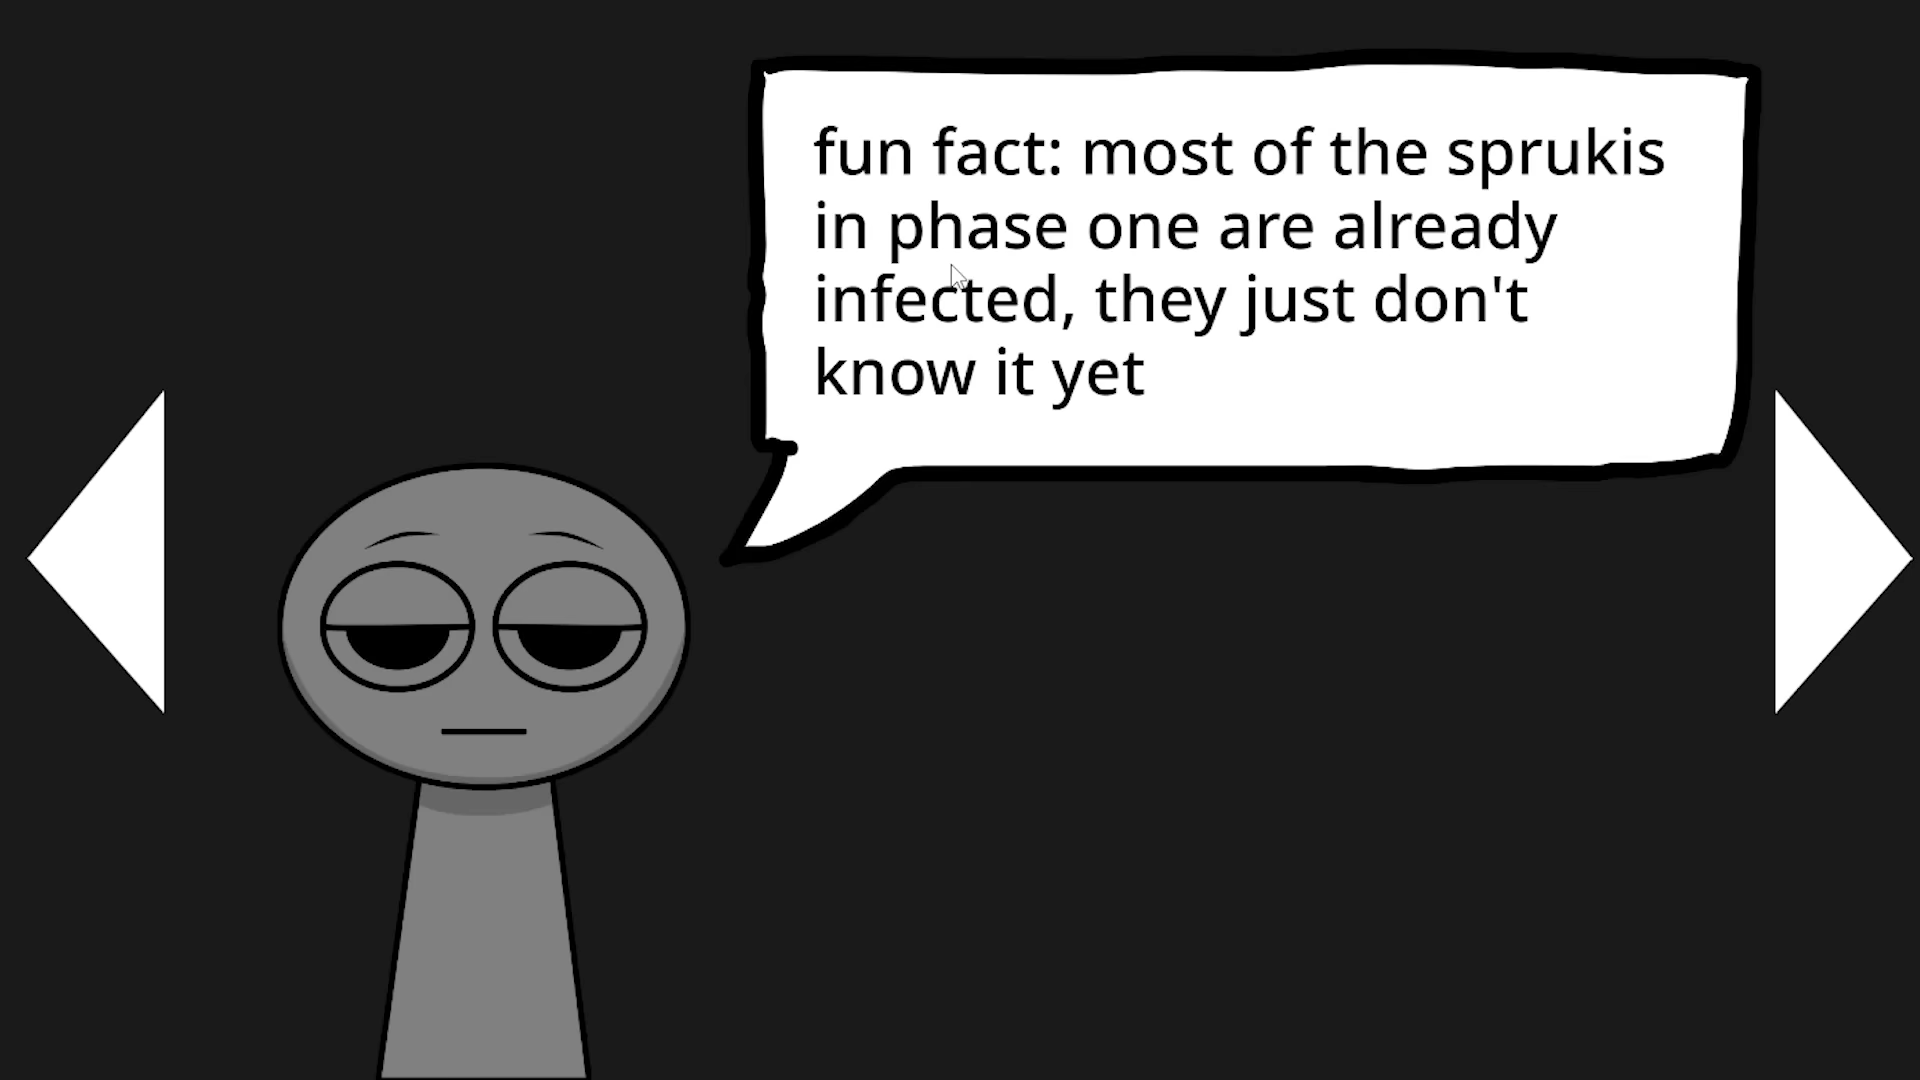 fun fact: most of the sprukis
in phase one are already
infected, they just don't
know it yet